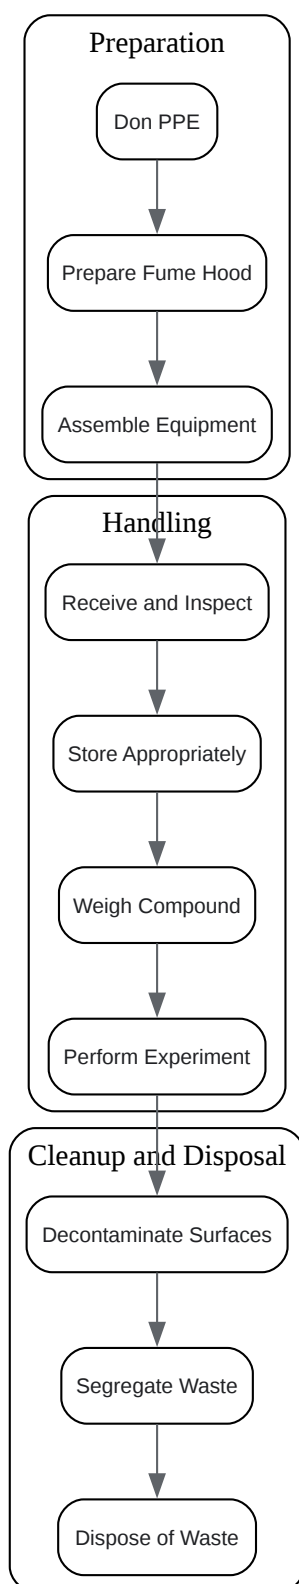 Preparation
Don PPE
Prepare Fume Hood
Assemble Equipment
Handling
Receive and Inspect
Store Appropriately
Weigh Compound
Perform Experiment
Cleanup and Disposal
Decontaminate Surfaces
Segregate Waste
Dispose of Waste